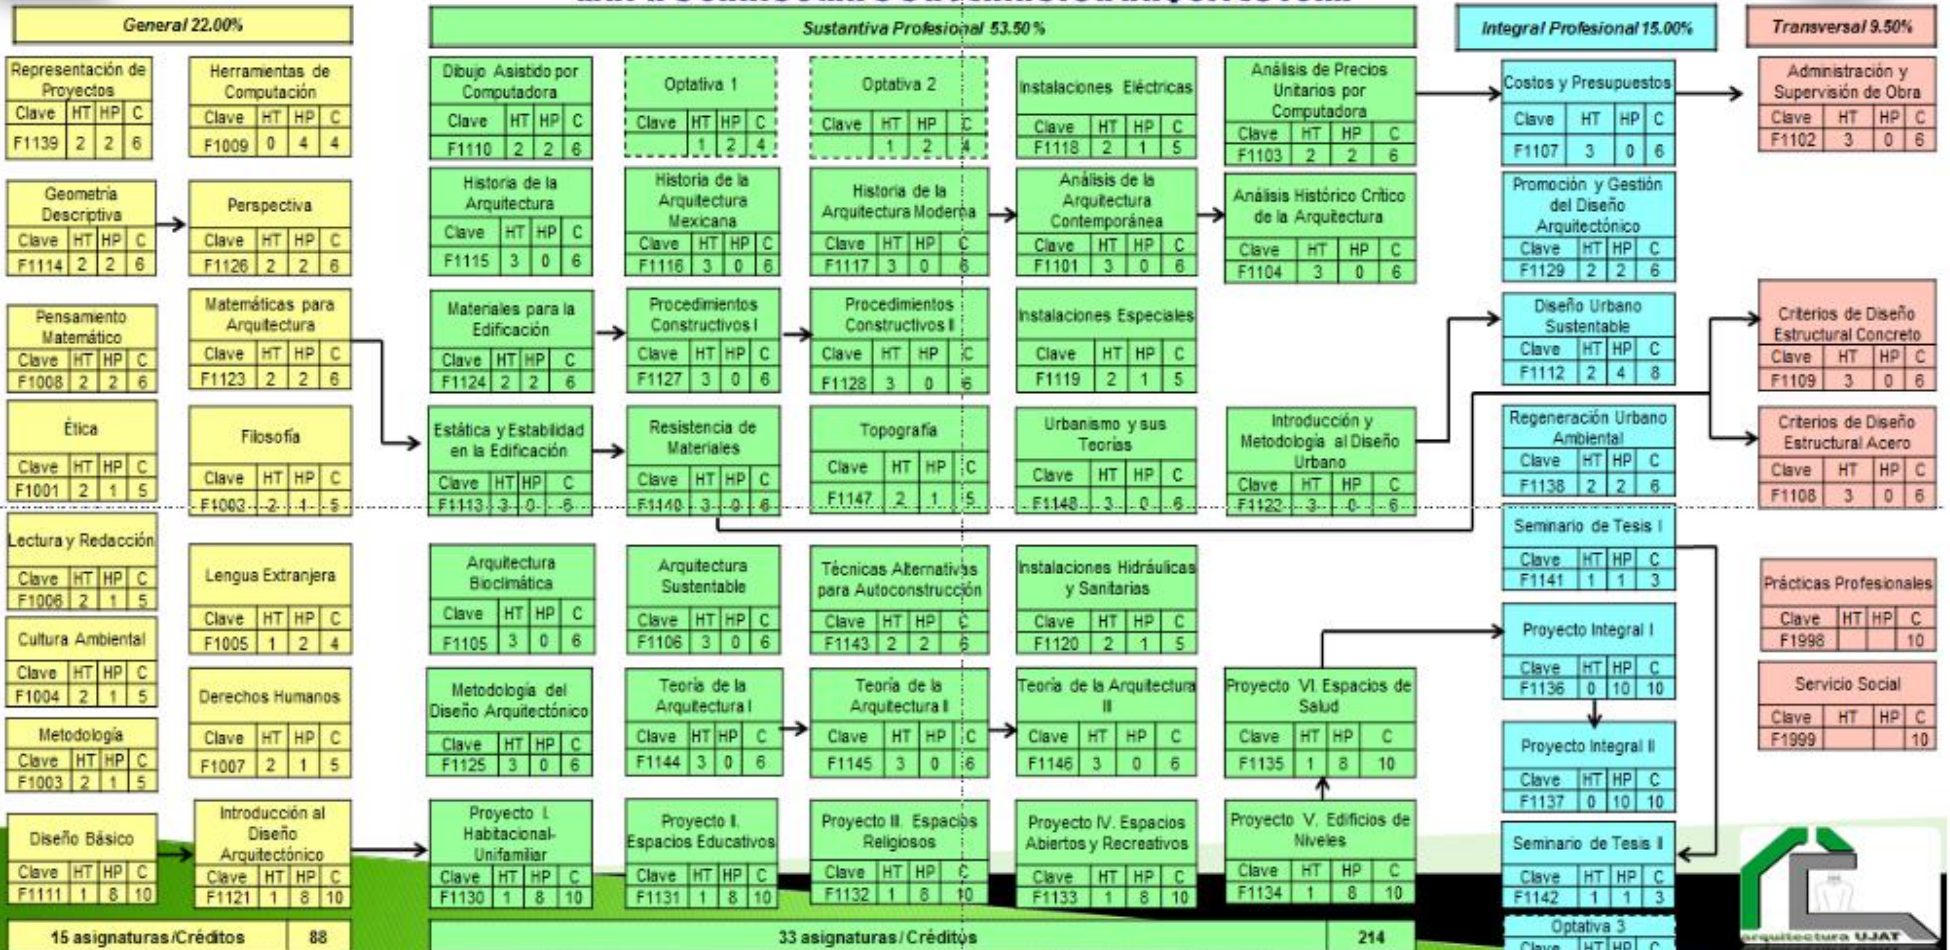 General 22.00%
Sustantiva Profesional 53.50%
Integral Profesional 15.00%
Transversal 9.50%
Representación de
Proyectos
Clave HT HP C
F1139 2 2 6
Geometría
Descriptiva
Clave HT HP C
F1114 2 2 6
Pensamiento
Matemático
Clave HT HP C
F1008 2 2 6
Ética
Clave HT HP C
F1001 2 1 5
Lectura y Redacción
Clave HT HP C
F1006 2 1 5
Cultura Ambiental
Clave HT HP C
F1004 2 1 5
Metodología
Clave HT HP C
F1003 2 1 5
Diseño Básico
Clave HT HP C
F1111 1 8 10
Herramientas de
Computación
Clave HT HP C
F1009 0 4 4
Perspectiva
Clave HT HP C
F1126 2 2 6
Matemáticas para
Arquitectura
Clave HT HP C
F1123 2 2 6
Filosofía
Clave HT HP C
F1002 2 1 5
Lengua Extranjera
Clave HT HP C
F1005 1 2 4
Derechos Humanos
Clave HT HP C
F1007 2 1 5
Introducción al
Diseño
Arquitectónico
Clave HT HP C
F1121 1 8 10
15 asignaturas/Créditos 88
Dibujo Asistido por
Computadora
Clave HT HP C
F1110 2 2 6
Historia de la
Arquitectura
Clave HT HP C
F1115 3 0 6
Materiales para la
Edificación
Clave HT HP C
F1124 2 2 6
Estática y Estabilidad
en la Edificación
Clave HT HP C
F1113 3 0 6
Arquitectura
Bioclimática
Clave HT HP C
F1105 3 0 6
Metodología del
Diseño Arquitectónico
Clave HT HP C
F1125 3 0 6
Proyecto I.
Habitacional-
Unifamiliar
Clave HT HP C
F1130 1 8 10
Optativa 1
Clave HT HP C
1 2 4
Historia de la
Arquitectura
Mexicana
Clave HT HP C
F1116 3 0 6
Procedimientos
Constructivos I
Clave HT HP C
F1127 3 0 6
Resistencia de
Materiales
Clave HT HP C
F1140 3 0 6
Arquitectura
Sustentable
Clave HT HP C
F1106 3 0 6
Teoría de la
Arquitectura I
Clave HT HP C
F1144 3 0 6
Proyecto II.
Espacios Educativos
Clave HT HP C
F1131 1 8 10
Optativa 2
Clave HT HP C
1 2 4
Historia de la
Arquitectura Moderna
Clave HT HP C
F1117 3 0 6
Procedimientos
Constructivos II
Clave HT HP C
F1128 3 0 6
Topografía
Clave HT HP C
F1147 2 1 5
Técnicas Alternativas
para Autoconstrucción
Clave HT HP C
F1143 2 2 6
Teoría de la
Arquitectura II
Clave HT HP C
F1145 3 0 6
Proyecto III. Espacios
Religiosos
Clave HT HP C
F1132 1 8 10
Instalaciones Eléctricas
Clave HT HP C
F1118 2 1 5
Análisis de la
Arquitectura
Contemporánea
Clave HT HP C
F1101 3 0 6
Instalaciones Especiales
Clave HT HP C
F1119 2 1 5
Urbanismo y sus
Teorías
Clave HT HP C
F1148 3 0 6
Instalaciones Hidráulicas
y Sanitarias
Clave HT HP C
F1120 2 1 5
Teoría de la Arquitectura
III
Clave HT HP C
F1146 3 0 6
Proyecto IV. Espacios
Abiertos y Recreativos
Clave HT HP C
F1133 1 8 10
Análisis de Precios
Unitarios por
Computadora
Clave HT HP C
F1103 2 2 6
Análisis Histórico Crítico
de la Arquitectura
Clave HT HP C
F1104 3 0 6
Introducción y
Metodología al Diseño
Urbano
Clave HT HP C
F1122 3 0 6
Proyecto VI. Espacios de
Salud
Clave HT HP C
F1135 1 8 10
Proyecto V. Edificios de
Niveles
Clave HT HP C
F1134 1 8 10
33 asignaturas/Créditos 214
Costos y Presupuestos
Clave HT HP C
F1107 3 0 6
Promoción y Gestión
del Diseño
Arquitectónico
Clave HT HP C
F1129 2 2 6
Diseño Urbano
Sustentable
Clave HT HP C
F1112 2 4 8
Regeneración Urbano
Ambiental
Clave HT HP C
F1138 2 2 6
Seminario de Tesis I
Clave HT HP C
F1141 1 1 3
Proyecto Integral I
Clave HT HP C
F1136 0 10 10
Proyecto Integral II
Clave HT HP C
F1137 0 10 10
Seminario de Tesis II
Clave HT HP C
F1142 1 1 3
Optativa 3
Clave HT HP C
Administración y
Supervisión de Obra
Clave HT HP C
F1102 3 0 6
Criterios de Diseño
Estructural Concreto
Clave HT HP C
F1109 3 0 6
Criterios de Diseño
Estructural Acero
Clave HT HP C
F1108 3 0 6
Prácticas Profesionales
Clave HT HP C
F1998 10
Servicio Social
Clave HT HP C
F1999 10
arquitectura UJAT